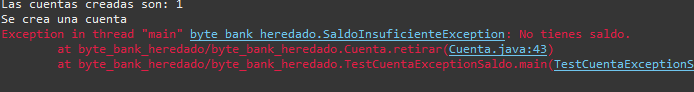 Las cuentas creadas son: 1
Se crea una cuenta
Exception in thread "main" byte_bank_heredado.SaldoInsuficienteException: No tienes saldo.
at byte_bank_heredado/byte_bank_heredado.Cuenta.retirar(Cuenta.java:43)
at byte_bank_heredado/byte_bank_heredado.TestCuentaExceptionSaldo.main(TestCuentaExceptionS